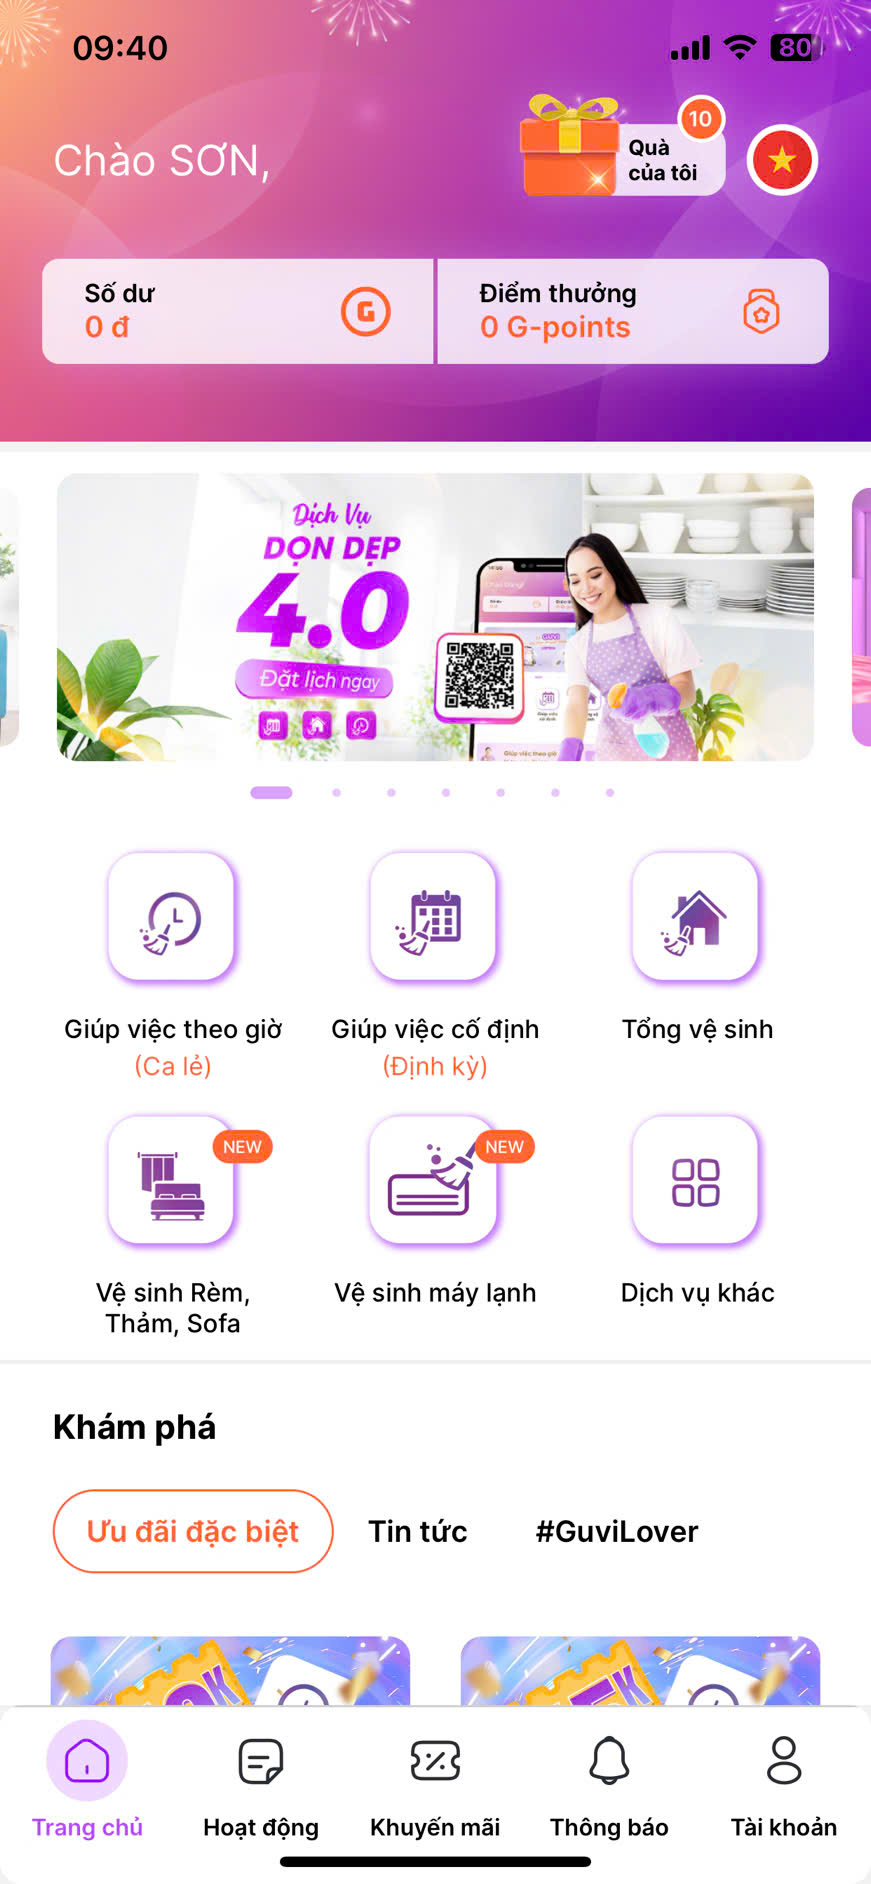 09:40
80
Chào SƠN,
10
Quà
của tôi
Số dư
0 đ
G
Điểm thưởng
0 G-points
Dịch Vụ
DỌN DẸP
4.0
Đặt lịch ngay
Giúp việc theo giờ
(Ca lẻ)
Giúp việc cố định
(Định kỳ)
Tổng vệ sinh
NEW
NEW
Vệ sinh Rèm,
Thảm, Sofa
Vệ sinh máy lạnh
Dịch vụ khác
Khám phá
Ưu đãi đặc biệt
Tin tức
#GuviLover
Trang chủ
Hoạt động
Khuyến mãi
Thông báo
Tài khoản